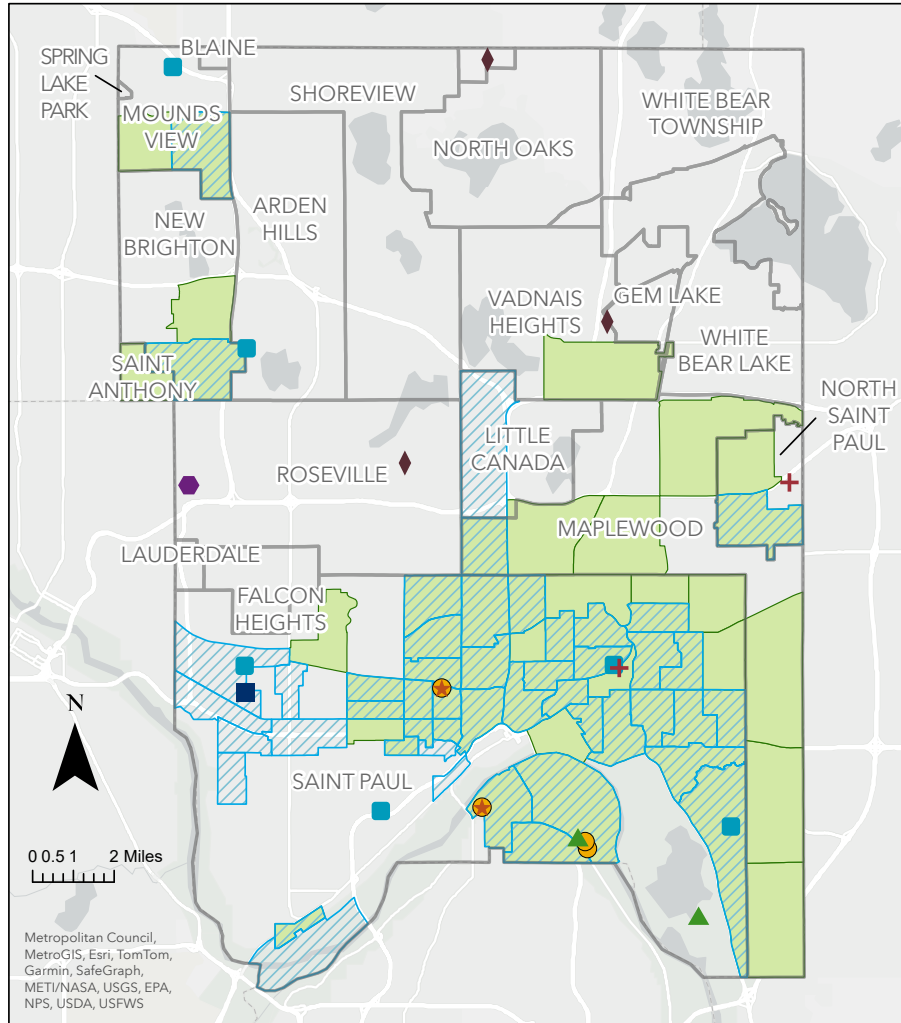 BLAINE
SPRING
LAKE
PARK
SHOREVIEW
MOUNDS
VIEW
WHITE BEAR
TOWNSHIP
NORTH OAKS
NEW
BRIGHTON
ARDEN
HILLS
VADNAIS
HEIGHTS
GEM LAKE
WHITE
BEAR LAKE
SAINT
ANTHONY
NORTH
SAINT
PAUL
LITTLE
CANADA
ROSEVILLE
MAPLEWOOD
LAUDERDALE
FALCON
HEIGHTS
N
SAINT PAUL
0 0.5 1 2 Miles
Metropolitan Council,
MetroGIS, Esri, TomTom,
Garmin, SafeGraph,
METI/NASA, USGS, EPA,
NPS, USDA, USFWS